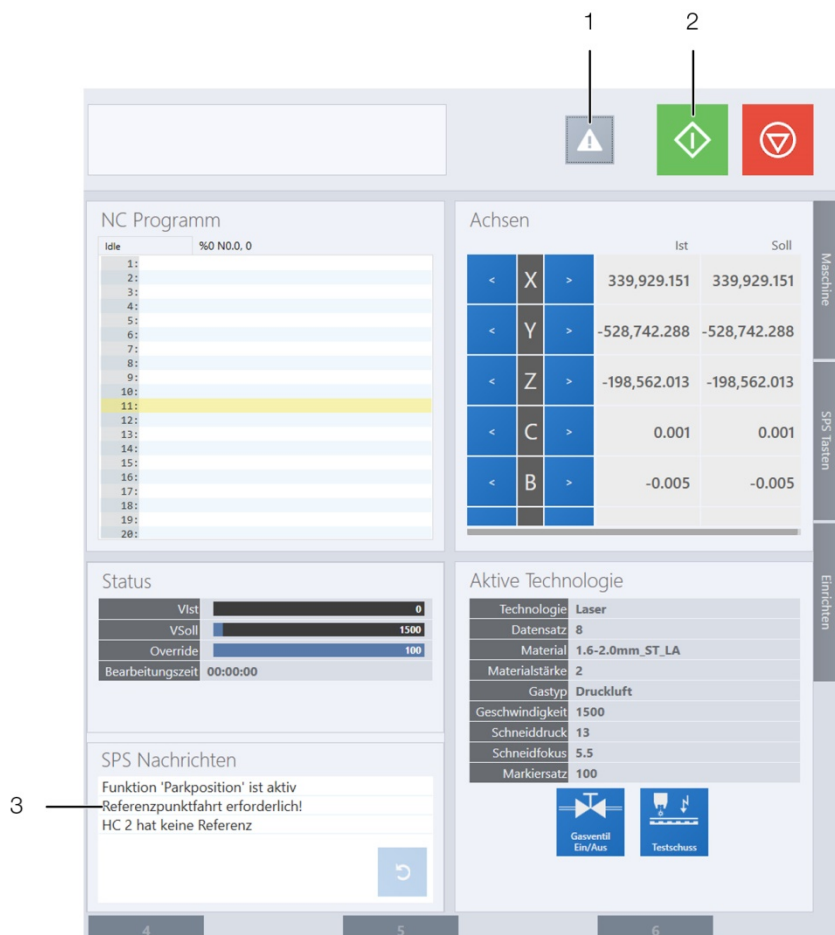 1
2
NC Programm
Idle %0 N0.0, 0
1:
2:
3:
4:
5:
6:
7:
8:
9:
10:
11:
12:
13:
14:
15:
16:
17:
18:
19:
20:
Achsen
Ist Soll
< X > 339,929.151 339,929.151
< Y > -528,742.288 -528,742.288
< Z > -198,562.013 -198,562.013
< C > 0.001 0.001
< B > -0.005 -0.005
Maschine
SPS Tasten
Einrichten
Status
VIst 0
VSoll 1500
Override 100
Bearbeitungszeit 00:00:00
Aktive Technologie
Technologie Laser
Datensatz 8
Material 1.6-2.0mm_ST_LA
Materialstärke 2
Gastyp Druckluft
Geschwindigkeit 1500
Schneiddruck 13
Schneidfokus 5.5
Markiersatz 100
Gasventil
Ein/Aus
Testschuss
SPS Nachrichten
Funktion 'Parkposition' ist aktiv
3
Referenzpunktfahrt erforderlich!
HC 2 hat keine Referenz
4 5 6